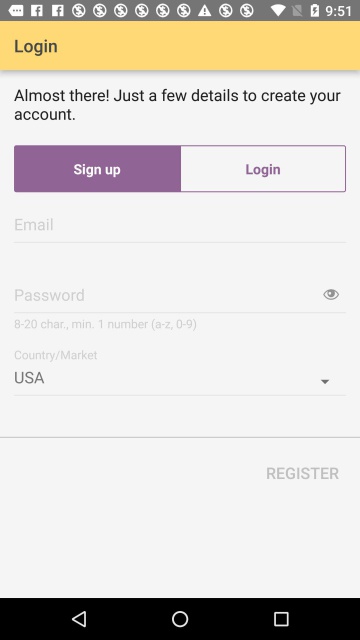 9:51
Login
Almost there! Just a few details to create your
account.
Sign up
Login
Email
Password
8-20 char., min. 1 number (a-z, 0-9)
Country/Market
USA
REGISTER